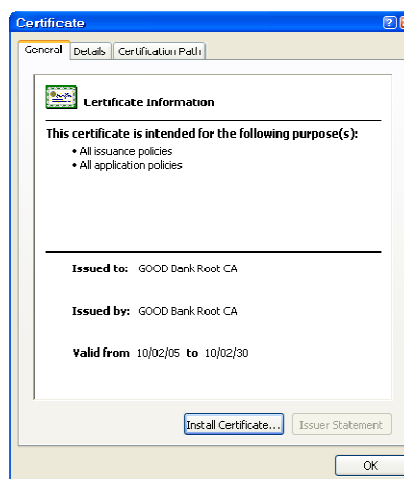 Certificate
General Details Certification Path
Certificate Information
This certificate is intended for the following purpose(s):
• All issuance policies
• All application policies
Issued to: GOOD Bank Root CA
Issued by: GOOD Bank Root CA
Valid from 10/02/05 to 10/02/30
Install Certificate... Issuer Statement
OK